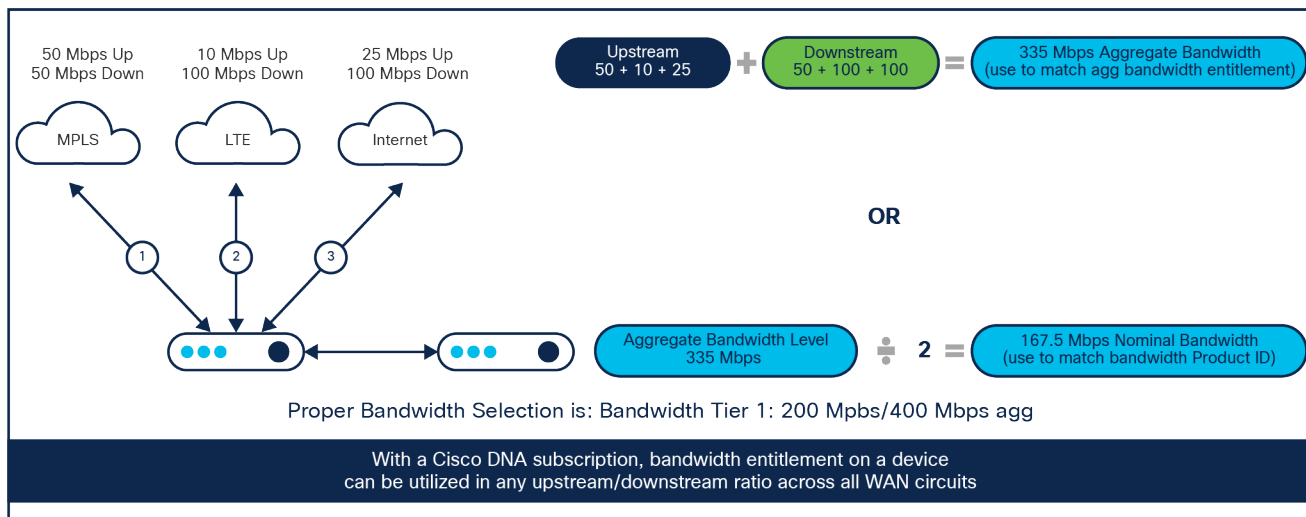 50 Mbps Up
50 Mbps Down
10 Mbps Up
100 Mbps Down
25 Mbps Up
100 Mbps Down
Upstream
50 + 10 + 25
+
Downstream
50 + 100 + 100
=
335 Mbps Aggregate Bandwidth
(use to match agg bandwidth entitlement)
MPLS
LTE
Internet
OR
1
2
3
Aggregate Bandwidth Level
335 Mbps
÷
2
=
167.5 Mbps Nominal Bandwidth
(use to match bandwidth Product ID)
Proper Bandwidth Selection is: Bandwidth Tier 1: 200 Mpbs/400 Mbps agg
With a Cisco DNA subscription, bandwidth entitlement on a device
can be utilized in any upstream/downstream ratio across all WAN circuits